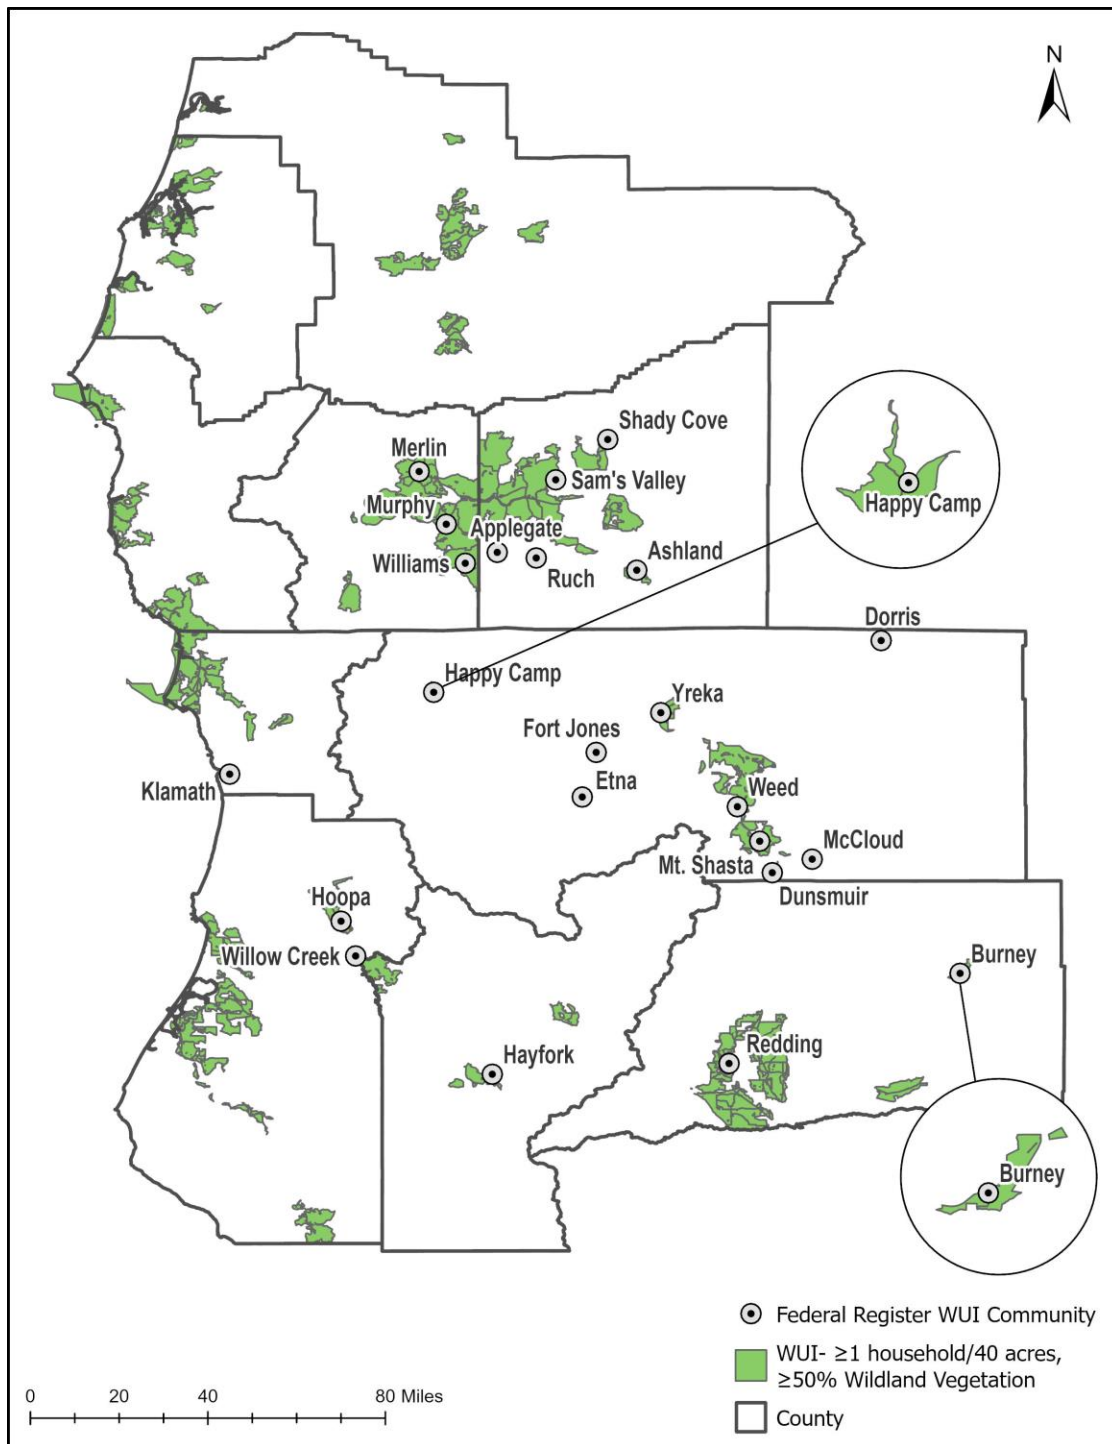 N
Shady Cove
Merlin
Sam's Valley
Happy Camp
Murphy
Applegate
Williams
Ruch
Ashland
Dorris
Happy Camp
Yreka
Fort Jones
Etna
Weed
Klamath
McCloud
Mt. Shasta
Dunsmuir
Hoopa
Willow Creek
Burney
Redding
Hayfork
Burney
Federal Register WUI Community
WUI- ≥1 household/40 acres,
≥50% Wildland Vegetation
County
0 20 40 80 Miles